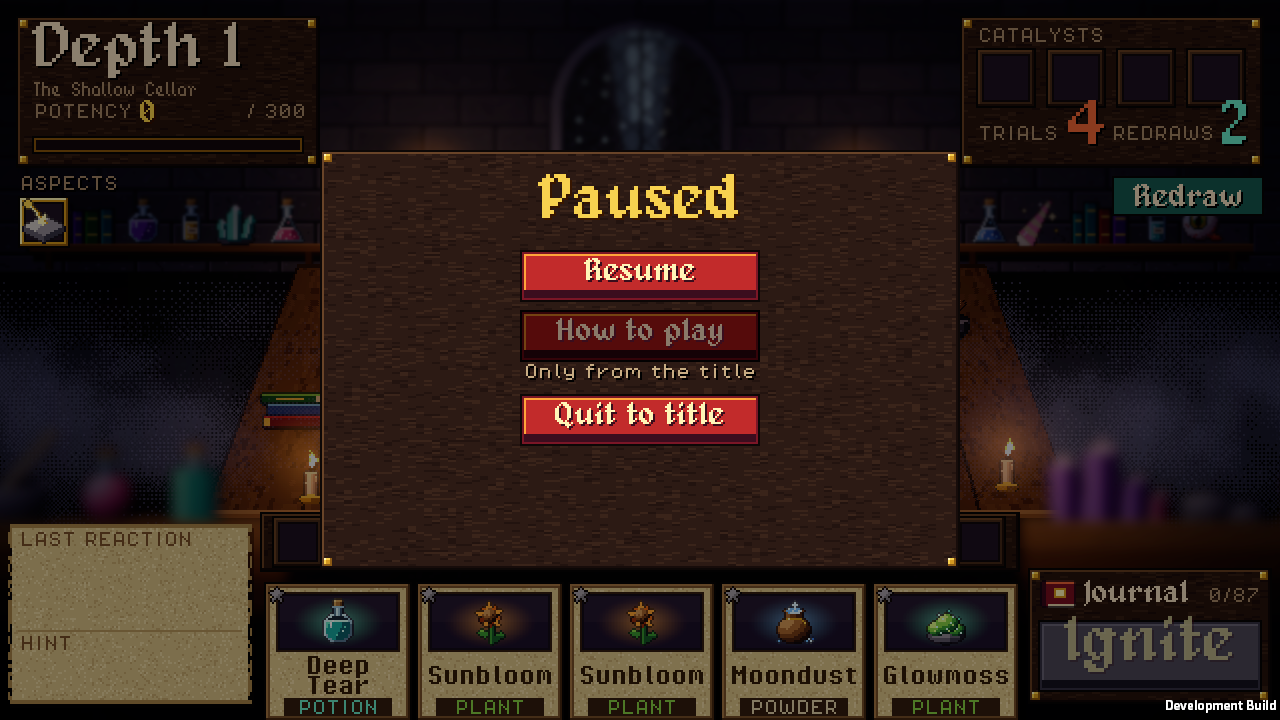 Depth 1
The Shallow Cellar
POTENCY 0 / 300
ASPECTS
CATALYSTS
TRIALS 4 REDRAWS 2
Redraw
Paused
Resume
How to play
Only from the title
Quit to title
LAST REACTION
HINT
Deep
Tear
POTION
Sunbloom
PLANT
Sunbloom
PLANT
Moondust
POWDER
Glowmoss
PLANT
Journal 0/87
Ignite
Development Build